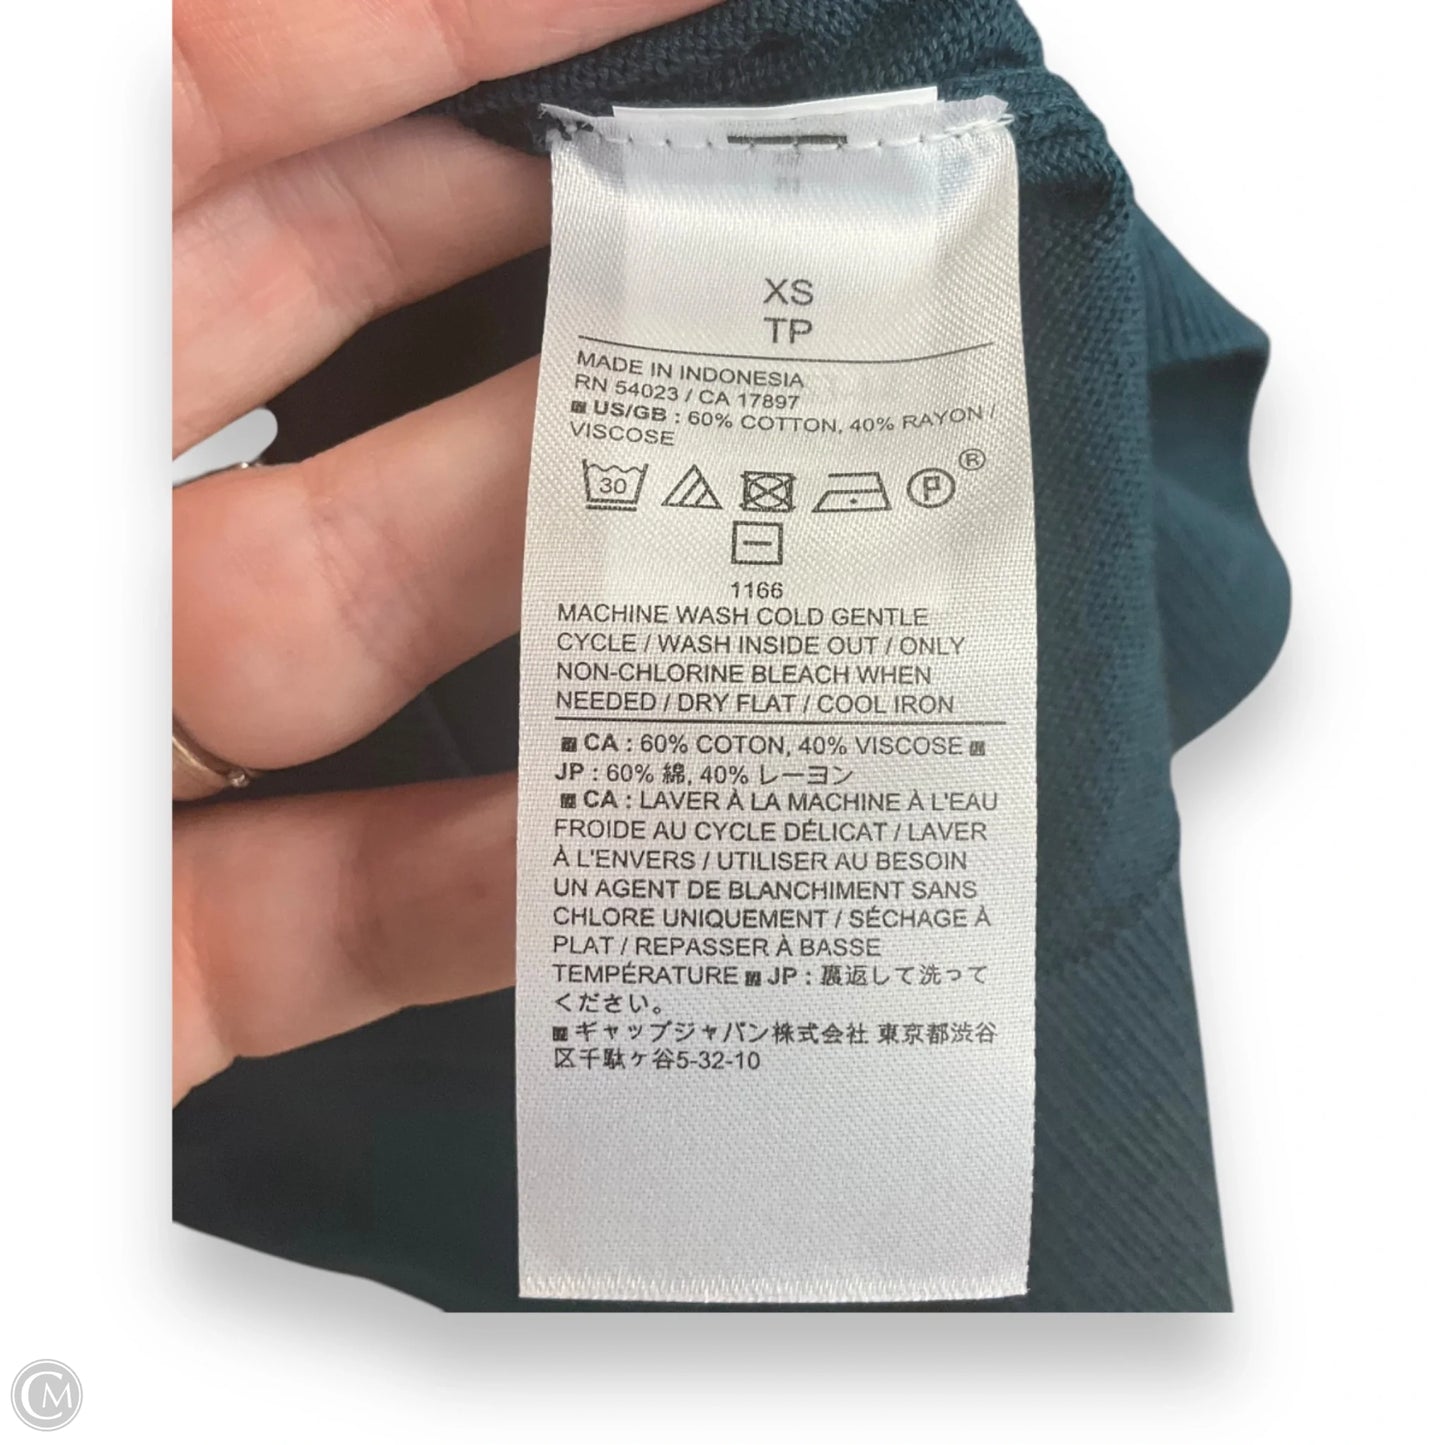 XS
TP
MADE IN INDONESIA
RN 54023 / CA 17897
US/GB : 60% COTTON, 40% RAYON /
VISCOSE
30
P
®
1166
MACHINE WASH COLD GENTLE
CYCLE / WASH INSIDE OUT / ONLY
NON-CHLORINE BLEACH WHEN
NEEDED / DRY FLAT / COOL IRON
CA : 60% COTON, 40% VISCOSE
JP : 60% 綿, 40% レーヨン
CA : LAVER À LA MACHINE À L'EAU
FROIDE AU CYCLE DÉLICAT / LAVER
À L'ENVERS / UTILISER AU BESOIN
UN AGENT DE BLANCHIMENT SANS
CHLORE UNIQUEMENT / SÉCHAGE À
PLAT / REPASSER À BASSE
TEMPÉRATURE JP : 裏返して洗って
ください。
ギャップジャパン株式会社 東京都渋谷
区千駄ケ谷5-32-10
CM